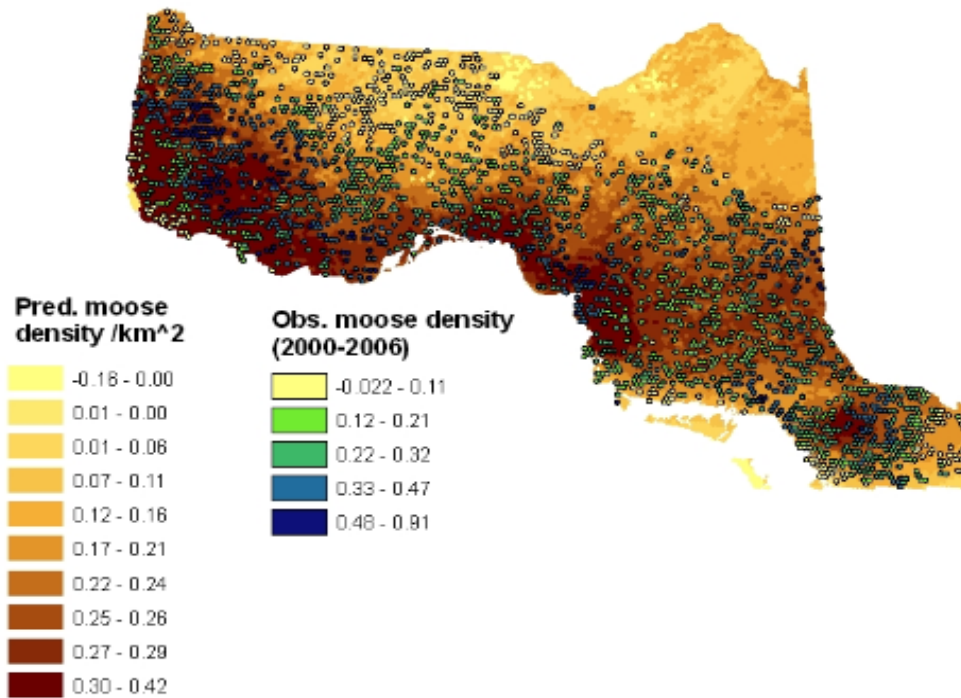 Pred. moose
density /km^2
-0.16 - 0.00
0.01 - 0.00
0.01 - 0.06
0.07 - 0.11
0.12 - 0.16
0.17 - 0.21
0.22 - 0.24
0.25 - 0.26
0.27 - 0.29
0.30 - 0.42
Obs. moose density
(2000-2006)
-0.022 - 0.11
0.12 - 0.21
0.22 - 0.32
0.33 - 0.47
0.48 - 0.91